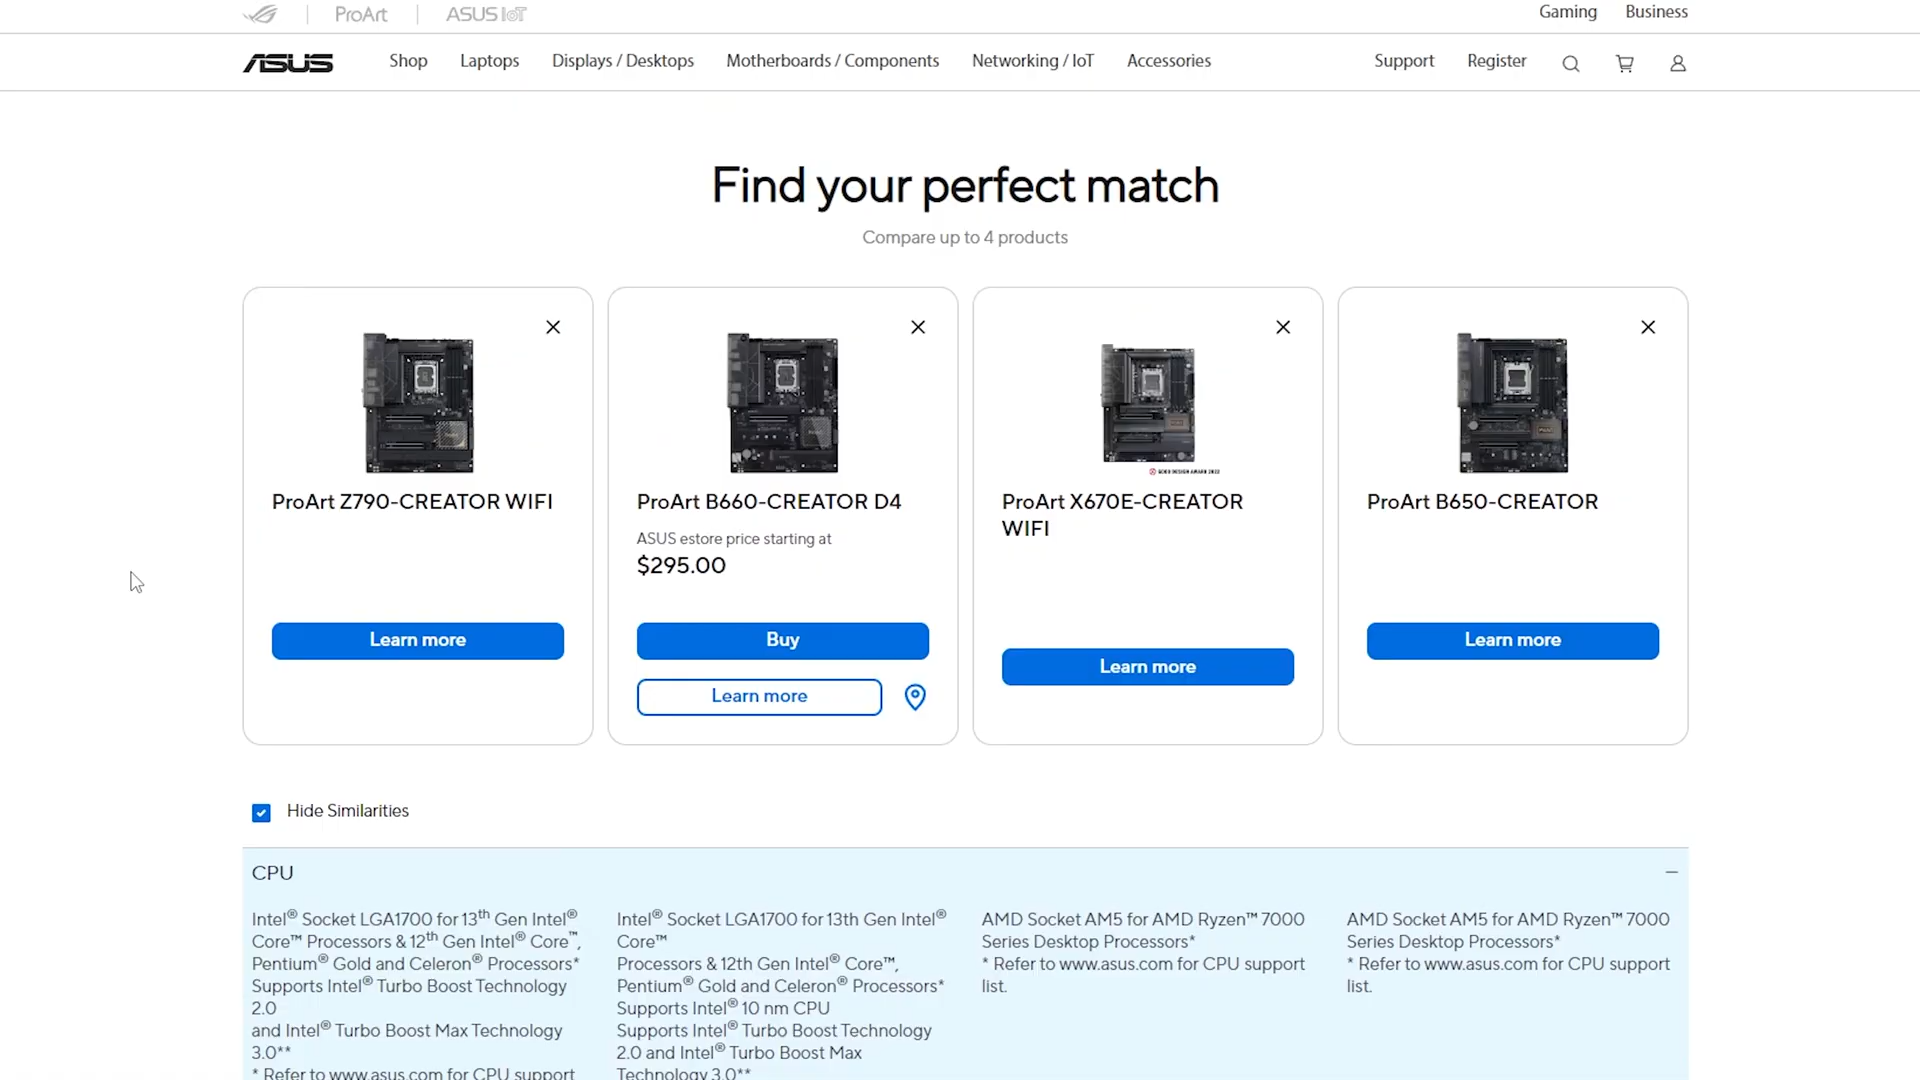 ProArt
ASUS IoT
Gaming
Business
ASUS
Shop
Laptops
Displays / Desktops
Motherboards / Components
Networking / IoT
Accessories
Support
Register
Find your perfect match
Compare up to 4 products
ProArt Z790-CREATOR WIFI
Learn more
ProArt B660-CREATOR D4
ASUS estore price starting at
$295.00
Buy
Learn more
GOOD DESIGN AWARD 2022
ProArt X670E-CREATOR
WIFI
Learn more
ProArt B650-CREATOR
Learn more
Hide Similarities
CPU
Intel® Socket LGA1700 for 13th Gen Intel®
Core™ Processors & 12th Gen Intel® Core™,
Pentium® Gold and Celeron® Processors*
Supports Intel® Turbo Boost Technology
2.0
and Intel® Turbo Boost Max Technology
3.0**
* Refer to www.asus.com for CPU support
Intel® Socket LGA1700 for 13th Gen Intel®
Core™
Processors & 12th Gen Intel® Core™,
Pentium® Gold and Celeron® Processors*
Supports Intel® 10 nm CPU
Supports Intel® Turbo Boost Technology
2.0 and Intel® Turbo Boost Max
Technology 3.0**
AMD Socket AM5 for AMD Ryzen™ 7000
Series Desktop Processors*
* Refer to www.asus.com for CPU support
list.
AMD Socket AM5 for AMD Ryzen™ 7000
Series Desktop Processors*
* Refer to www.asus.com for CPU support
list.